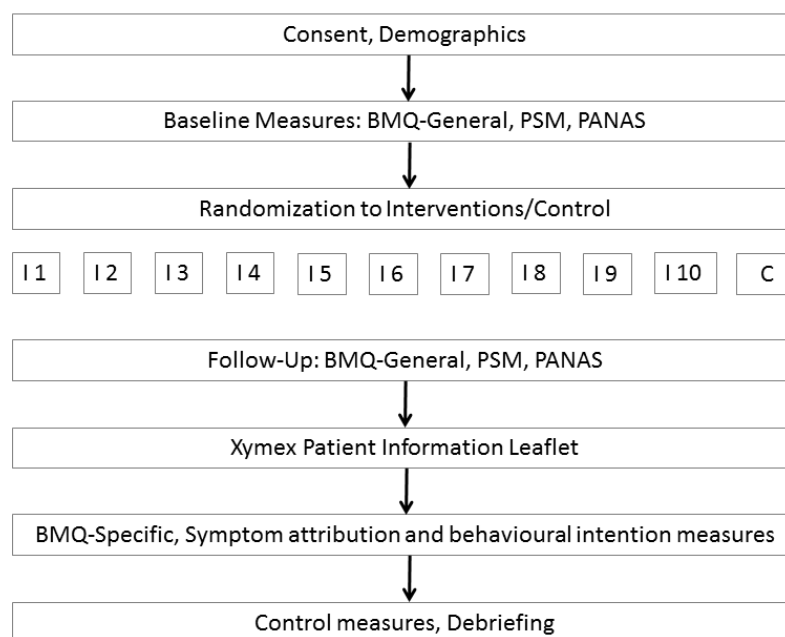 Consent, Demographics
Baseline Measures: BMQ-General, PSM, PANAS
Randomization to Interventions/Control
I 1 I 2 I 3 I 4 I 5 I 6 I 7 I 8 I 9 I 10 C
Follow-Up: BMQ-General, PSM, PANAS
Xymex Patient Information Leaflet
BMQ-Specific, Symptom attribution and behavioural intention measures
Control measures, Debriefing